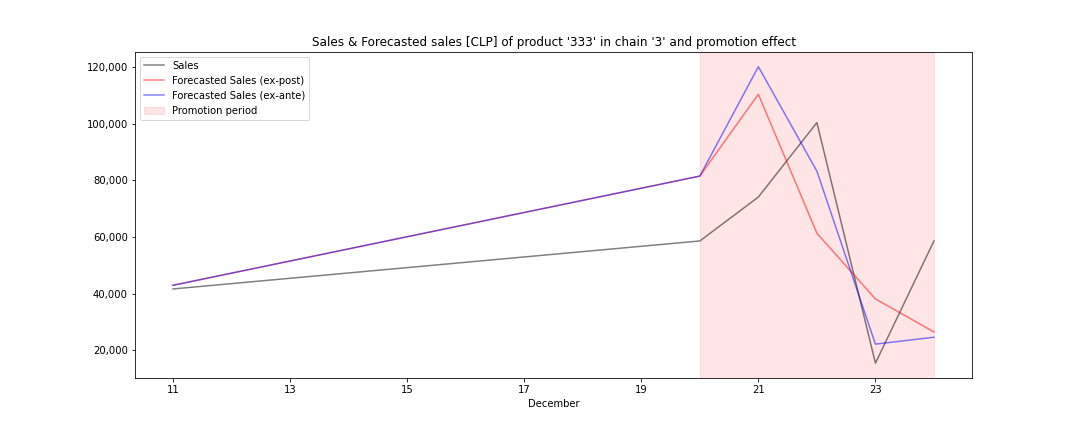 Sales & Forecasted sales [CLP] of product '333' in chain '3' and promotion effect
Sales
Forecasted Sales (ex-post)
Forecasted Sales (ex-ante)
Promotion period
120,000
100,000
80,000
60,000
40,000
20,000
11 13 15 17 19 21 23
December